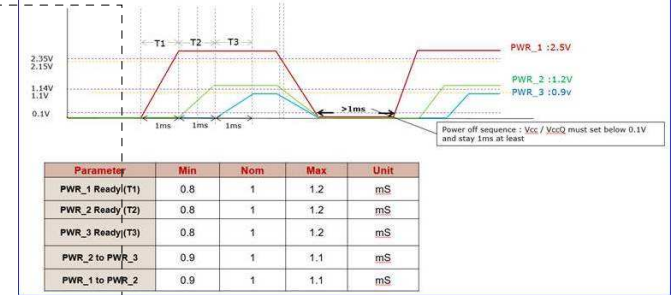 T1 T2 T3
PWR_1 :2.5V
2.35V
2.15V
PWR_2 :1.2V
1.14V
1.1V
PWR_3 :0.9v
>1ms
0.1V
1ms 1ms 1ms
Power off sequence : Vcc / VccQ must set below 0.1V
and stay 1ms at least
Parameter Min Nom Max Unit
PWR_1 Ready(T1) 0.8 1 1.2 mS
PWR_2 Ready (T2) 0.8 1 1.2 mS
PWR_3 Ready(T3) 0.8 1 1.2 mS
PWR_2 to PWR_3 0.9 1 1.1 mS
PWR_1 to PWR_2 0.9 1 1.1 mS